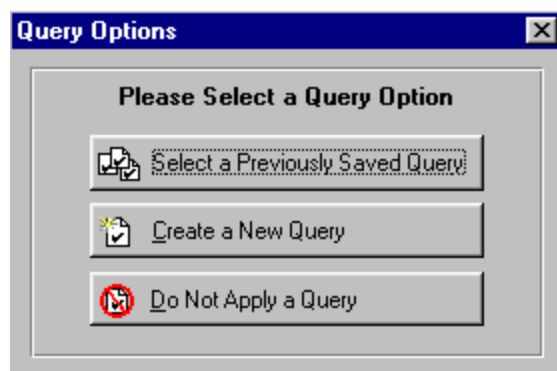 Query Options
Please Select a Query Option
Select a Previously Saved Query
Create a New Query
Do Not Apply a Query